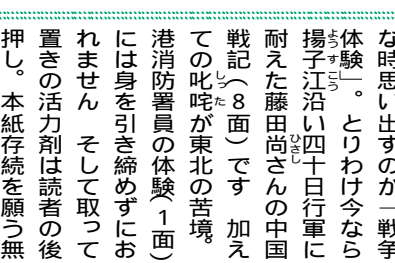 な時思い出すのが「戦争
体験」。とりわけ今なら
揚子江沿い四十日行軍に
耐えた藤田尚さんの中国
戦記(８面)です　加え
ての叱咤が東北の苦境。
港消防署員の体験(１面)
には身を引き締めずにお
れません　そして取って
置きの活力剤は読者の後
押し。本紙存続を願う無